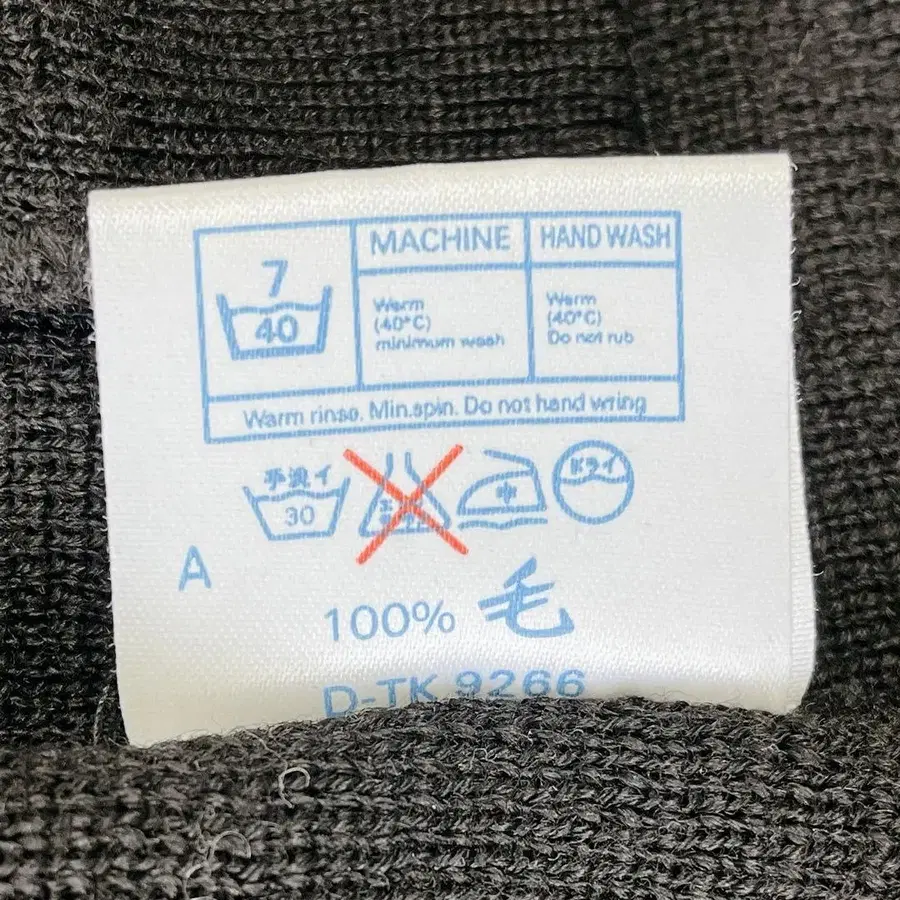 7
40
MACHINE
HAND WASH
Warm
(40°C)
minimum wash
Warm
(40°C)
Do not rub
Warm rinse. Min.spin. Do not hand wring
手洗イ
30
中
ドライ
A
100% 毛
D-TK 9266